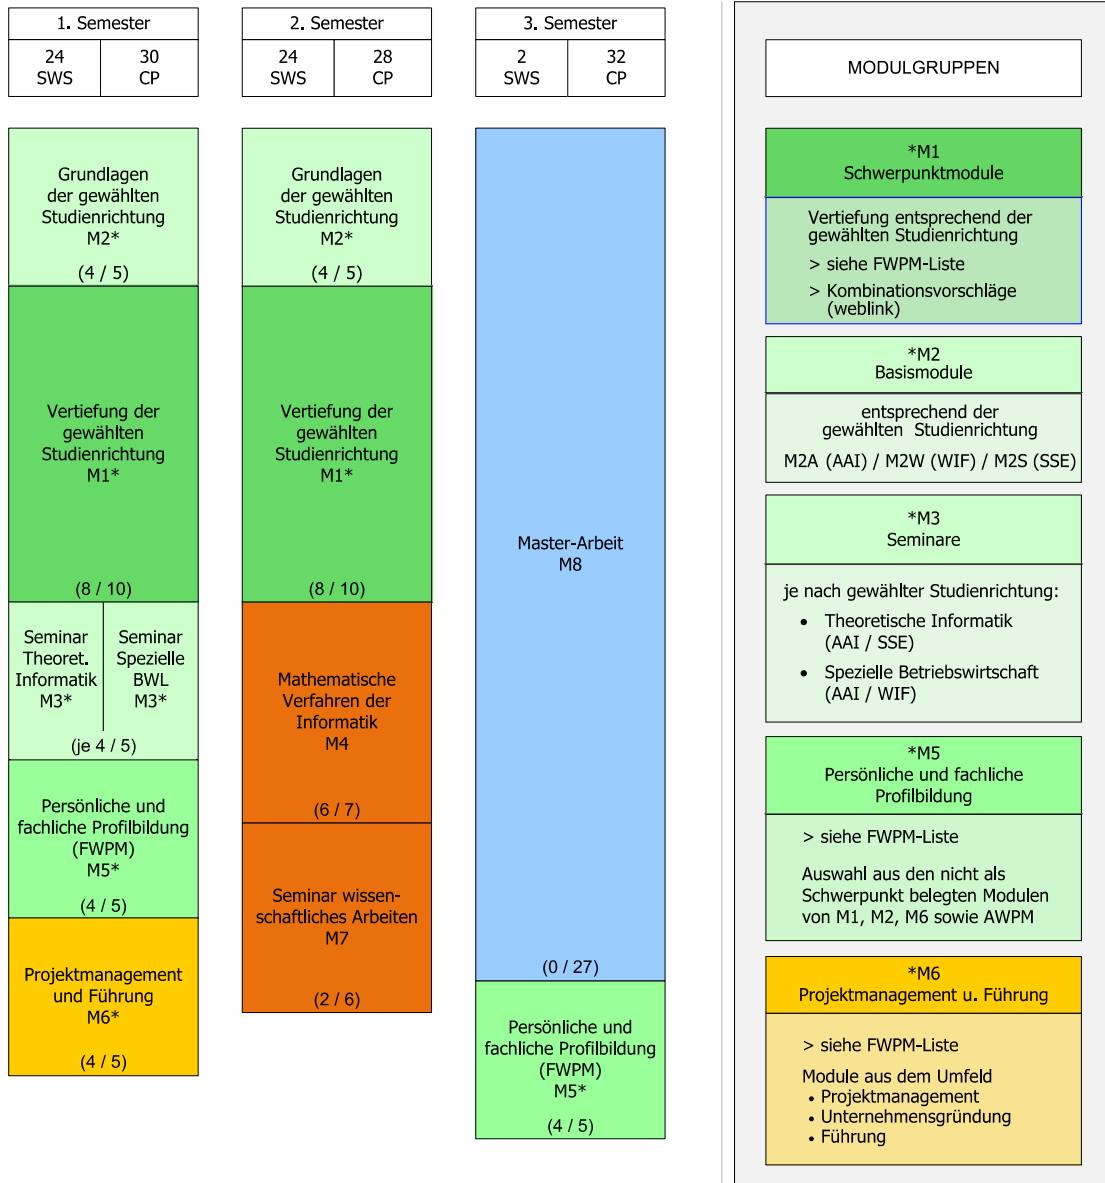 1. Semester
24
SWS
30
CP
Grundlagen
der gewählten
Studienrichtung
M2*
(4 / 5)
Vertiefung der
gewählten
Studienrichtung
M1*
(8 / 10)
Seminar
Theoret.
Informatik
M3*
Seminar
Spezielle
BWL
M3*
(je 4 / 5)
Persönliche und
fachliche Profilbildung
(FWPM)
M5*
(4 / 5)
Projektmanagement
und Führung
M6*
(4 / 5)
2. Semester
24
SWS
28
CP
Grundlagen
der gewählten
Studienrichtung
M2*
(4 / 5)
Vertiefung der
gewählten
Studienrichtung
M1*
(8 / 10)
Mathematische
Verfahren der
Informatik
M4
(6 / 7)
Seminar wissen-
schaftliches Arbeiten
M7
(2 / 6)
3. Semester
2
SWS
32
CP
Master-Arbeit
M8
(0 / 27)
Persönliche und
fachliche Profilbildung
(FWPM)
M5*
(4 / 5)
MODULGRUPPEN
*M1
Schwerpunktmodule
Vertiefung entsprechend der
gewählten Studienrichtung
> siehe FWPM-Liste
> Kombinationsvorschläge
(weblink)
*M2
Basismodule
entsprechend der
gewählten Studienrichtung
M2A (AAI) / M2W (WIF) / M2S (SSE)
*M3
Seminare
je nach gewählter Studienrichtung:
• Theoretische Informatik
(AAI / SSE)
• Spezielle Betriebswirtschaft
(AAI / WIF)
*M5
Persönliche und fachliche
Profilbildung
> siehe FWPM-Liste
Auswahl aus den nicht als
Schwerpunkt belegten Modulen
von M1, M2, M6 sowie AWPM
*M6
Projektmanagement u. Führung
> siehe FWPM-Liste
Module aus dem Umfeld
• Projektmanagement
• Unternehmensgründung
• Führung